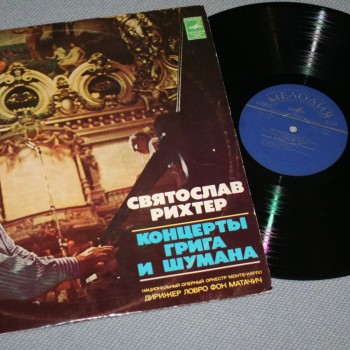 СВЯТОСЛАВ
РИХТЕР
КОНЦЕРТЫ
ГРИГА
И ШУМАНА
НАЦИОНАЛЬНЫЙ ОПЕРНЫЙ ОРКЕСТР МОНТЕ-КАРЛО
ДИРИЖЕР ЛОВРО ФОН МАТАЧИЧ
МЕЛОДИЯ